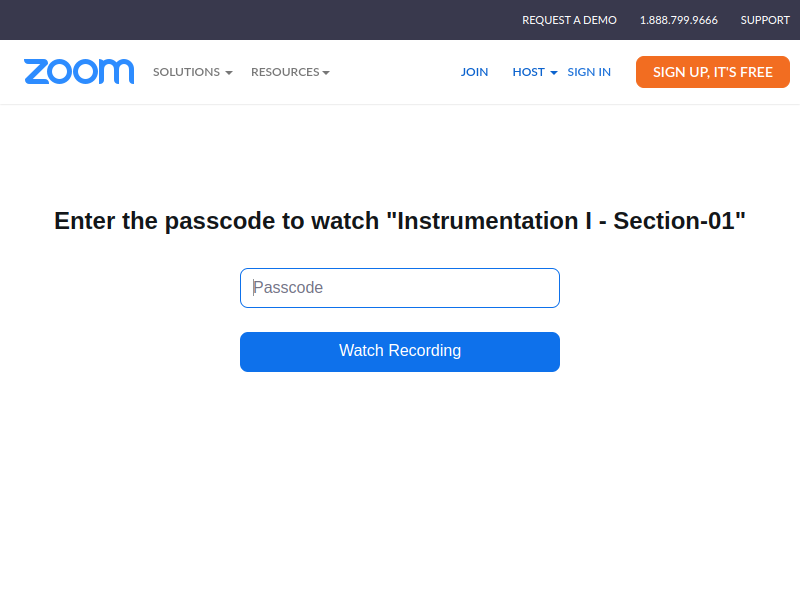 REQUEST A DEMO 1.888.799.9666 SUPPORT
zoom SOLUTIONS RESOURCES JOIN HOST SIGN IN SIGN UP, IT'S FREE
Enter the passcode to watch "Instrumentation I - Section-01"
Passcode
Watch Recording